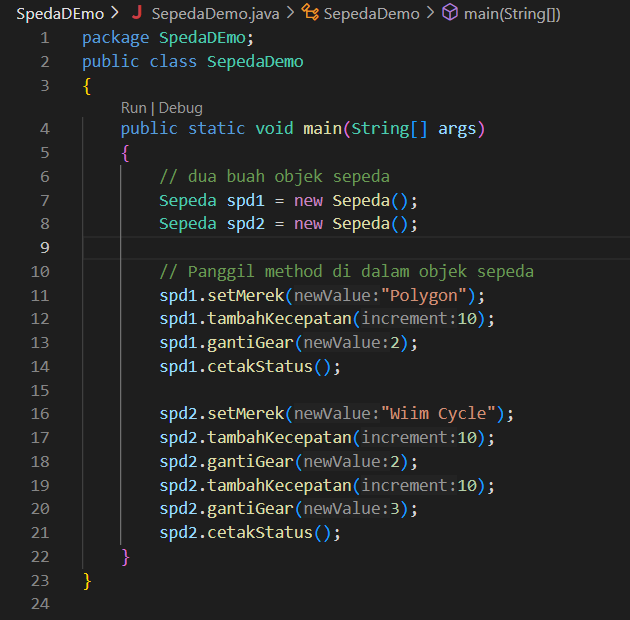 SpedaDEmo > J SepedaDemo.java > SepedaDemo > main(String[])
1 package SpedaDEmo;
2 public class SepedaDemo
3 {
Run | Debug
4 public static void main(String[] args)
5 {
6 // dua buah objek sepeda
7 Sepeda spd1 = new Sepeda();
8 Sepeda spd2 = new Sepeda();
9
10 // Panggil method di dalam objek sepeda
11 spd1.setMerek(newValue:"Polygon");
12 spd1.tambahKecepatan(increment:10);
13 spd1.gantiGear(newValue:2);
14 spd1.cetakStatus();
15
16 spd2.setMerek(newValue:"Wiim Cycle");
17 spd2.tambahKecepatan(increment:10);
18 spd2.gantiGear(newValue:2);
19 spd2.tambahKecepatan(increment:10);
20 spd2.gantiGear(newValue:3);
21 spd2.cetakStatus();
22 }
23 }
24